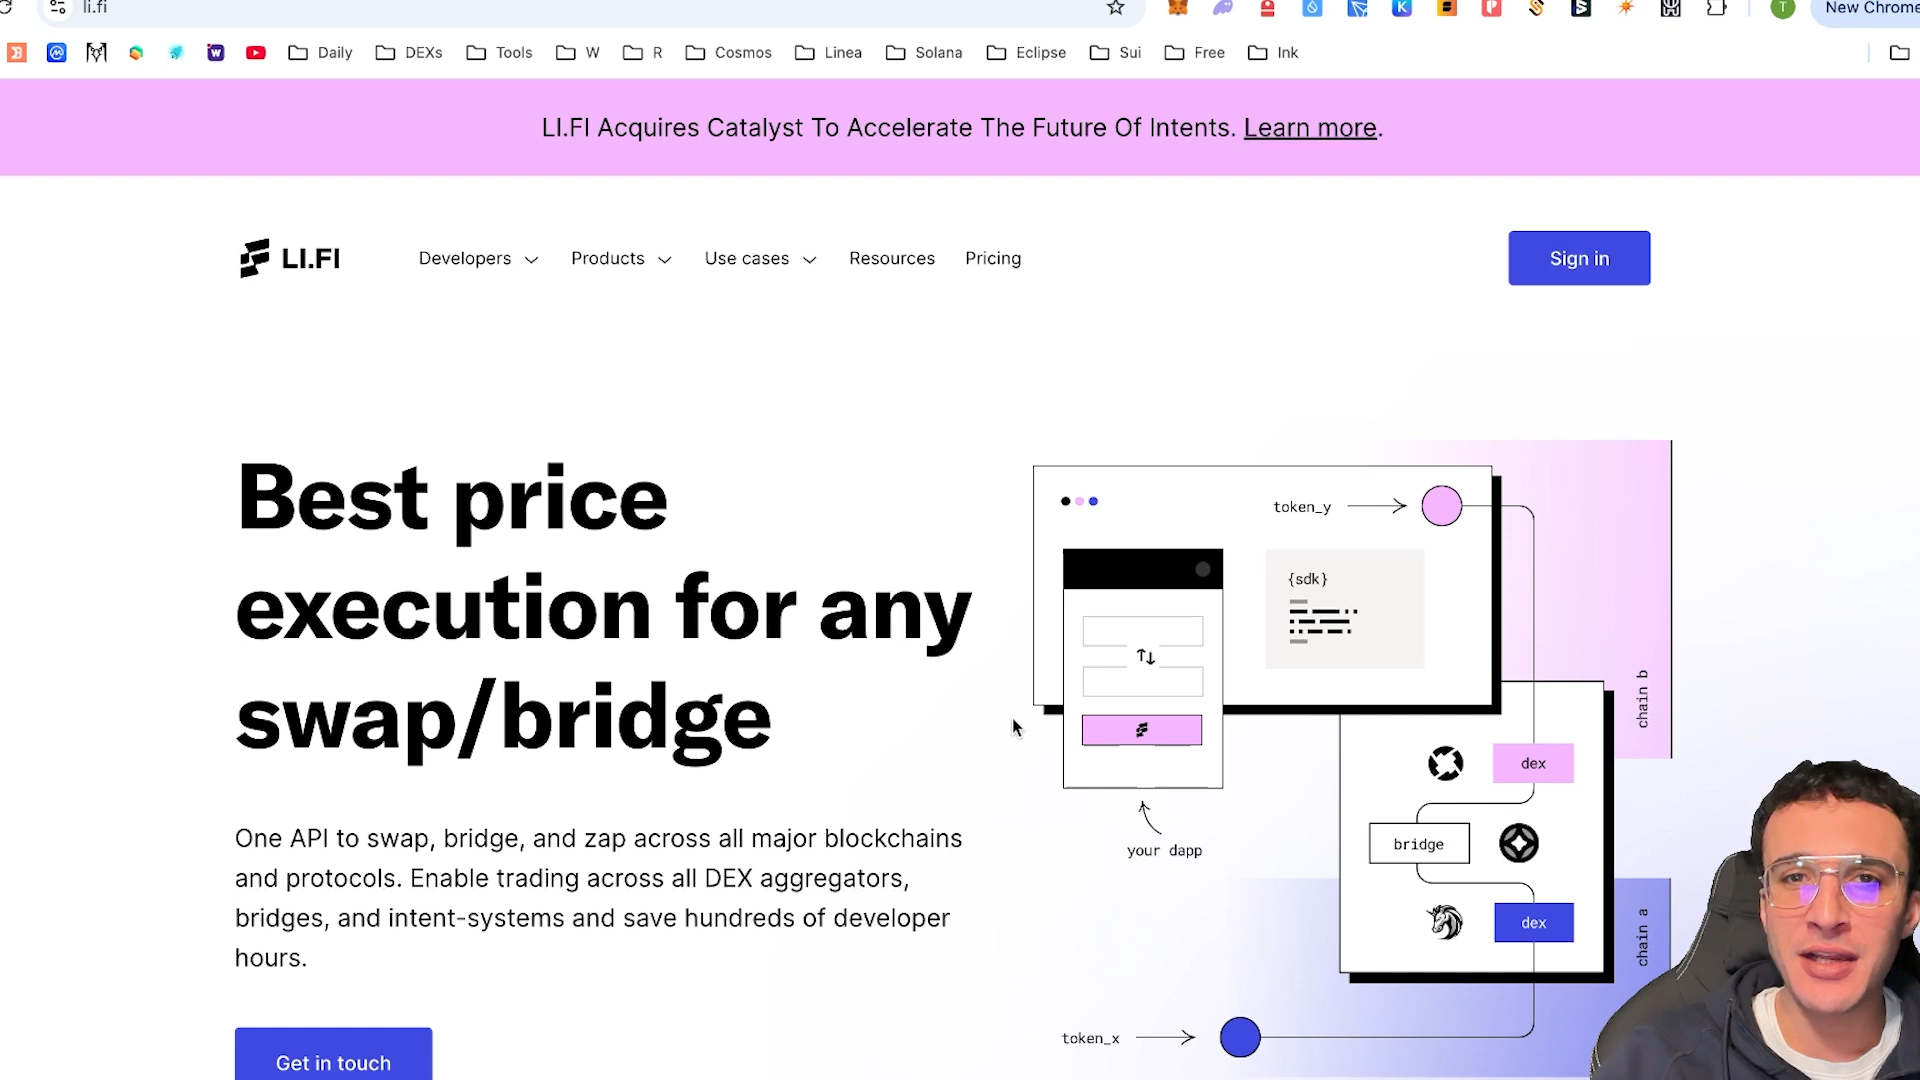 li.fi
New Chrome
Daily
DEXs
Tools
W
R
Cosmos
Linea
Solana
Eclipse
Sui
Free
Ink
LI.FI Acquires Catalyst To Accelerate The Future Of Intents. Learn more.
LI.FI
Developers
Products
Use cases
Resources
Pricing
Sign in
Best price
execution for any
swap/bridge
One API to swap, bridge, and zap across all major blockchains
and protocols. Enable trading across all DEX aggregators,
bridges, and intent-systems and save hundreds of developer
hours.
Get in touch
token_y
{sdk}
your dapp
chain b
dex
bridge
dex
chain a
token_x